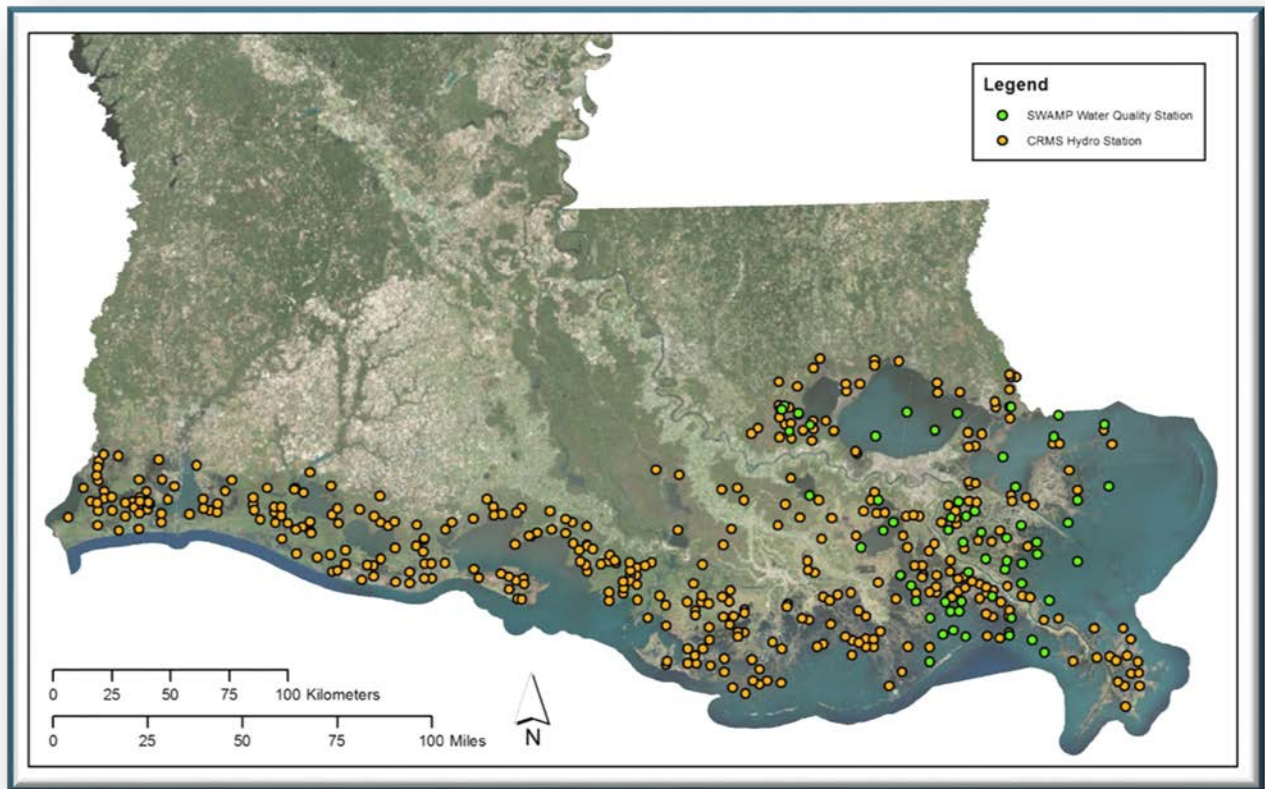 Legend
SWAMP Water Quality Station
CRMS Hydro Station
0 25 50 75 100 Kilometers
0 25 50 75 100 Miles
N